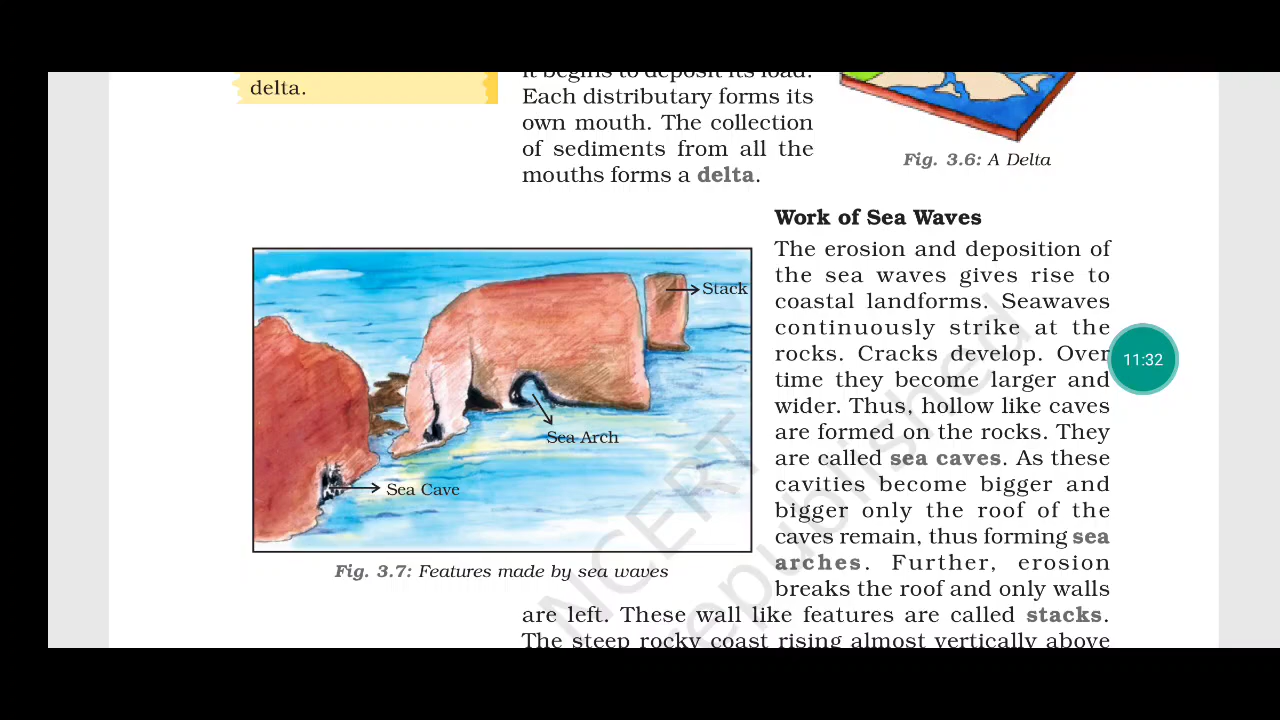 delta.
it begins to deposit its load.
Each distributary forms its
own mouth. The collection
of sediments from all the
mouths forms a delta.
Fig. 3.6: A Delta
Stack
Sea Arch
Sea Cave
Fig. 3.7: Features made by sea waves
Work of Sea Waves
The erosion and deposition of
the sea waves gives rise to
coastal landforms. Seawaves
continuously strike at the
rocks. Cracks develop. Over
time they become larger and
wider. Thus, hollow like caves
are formed on the rocks. They
are called sea caves. As these
cavities become bigger and
bigger only the roof of the
caves remain, thus forming sea
arches. Further, erosion
breaks the roof and only walls
are left. These wall like features are called stacks.
The steep rocky coast rising almost vertically above
11:32
NCERT
republished